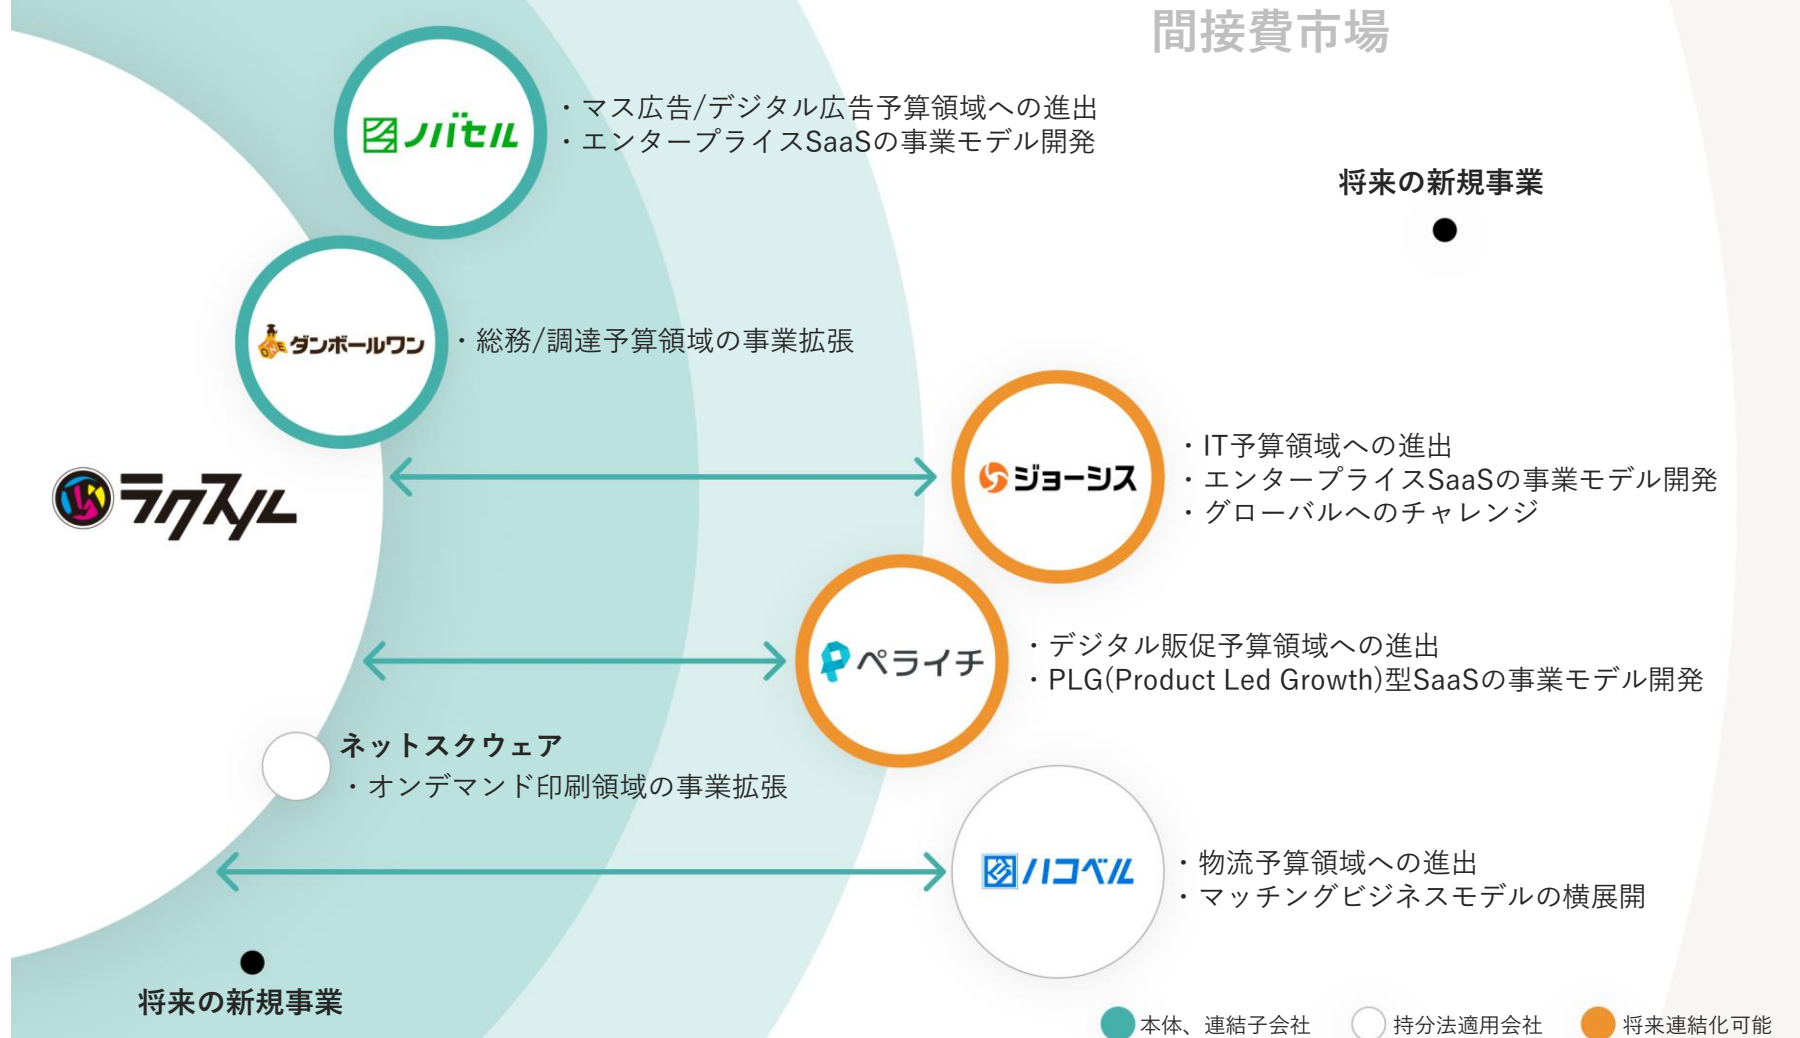 間接費市場
ノバセル
・マス広告/デジタル広告予算領域への進出
・エンタープライスSaaSの事業モデル開発
将来の新規事業
ONE ダンボールワン
・総務/調達予算領域の事業拡張
ラクスル
ジョーシス
・IT予算領域への進出
・エンタープライスSaaSの事業モデル開発
・グローバルへのチャレンジ
ペライチ
・デジタル販促予算領域への進出
・PLG(Product Led Growth)型SaaSの事業モデル開発
ネットスクウェア
・オンデマンド印刷領域の事業拡張
ハコベル
・物流予算領域への進出
・マッチングビジネスモデルの横展開
将来の新規事業
本体、連結子会社
持分法適用会社
将来連結化可能